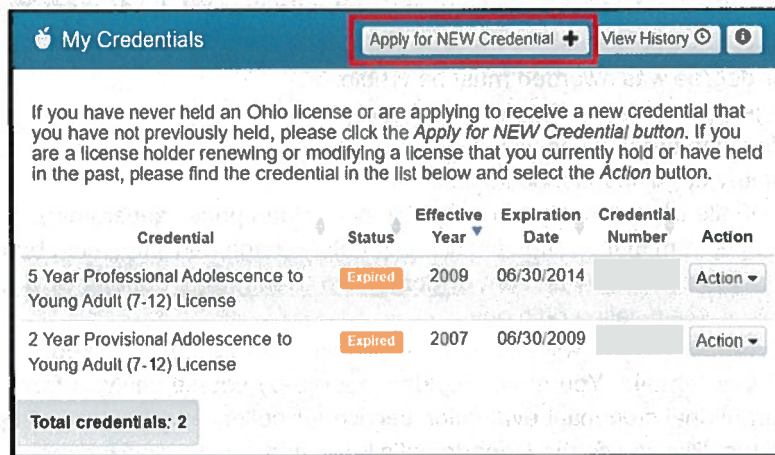 My Credentials
Apply for NEW Credential
View History
If you have never held an Ohio license or are applying to receive a new credential that
you have not previously held, please click the Apply for NEW Credential button. If you
are a license holder renewing or modifying a license that you currently hold or have held
in the past, please find the credential in the list below and select the Action button.
Credential Status Effective Year Expiration Date Credential Number Action
5 Year Professional Adolescence to Young Adult (7-12) License Expired 2009 06/30/2014 Action
2 Year Provisional Adolescence to Young Adult (7-12) License Expired 2007 06/30/2009 Action
Total credentials: 2